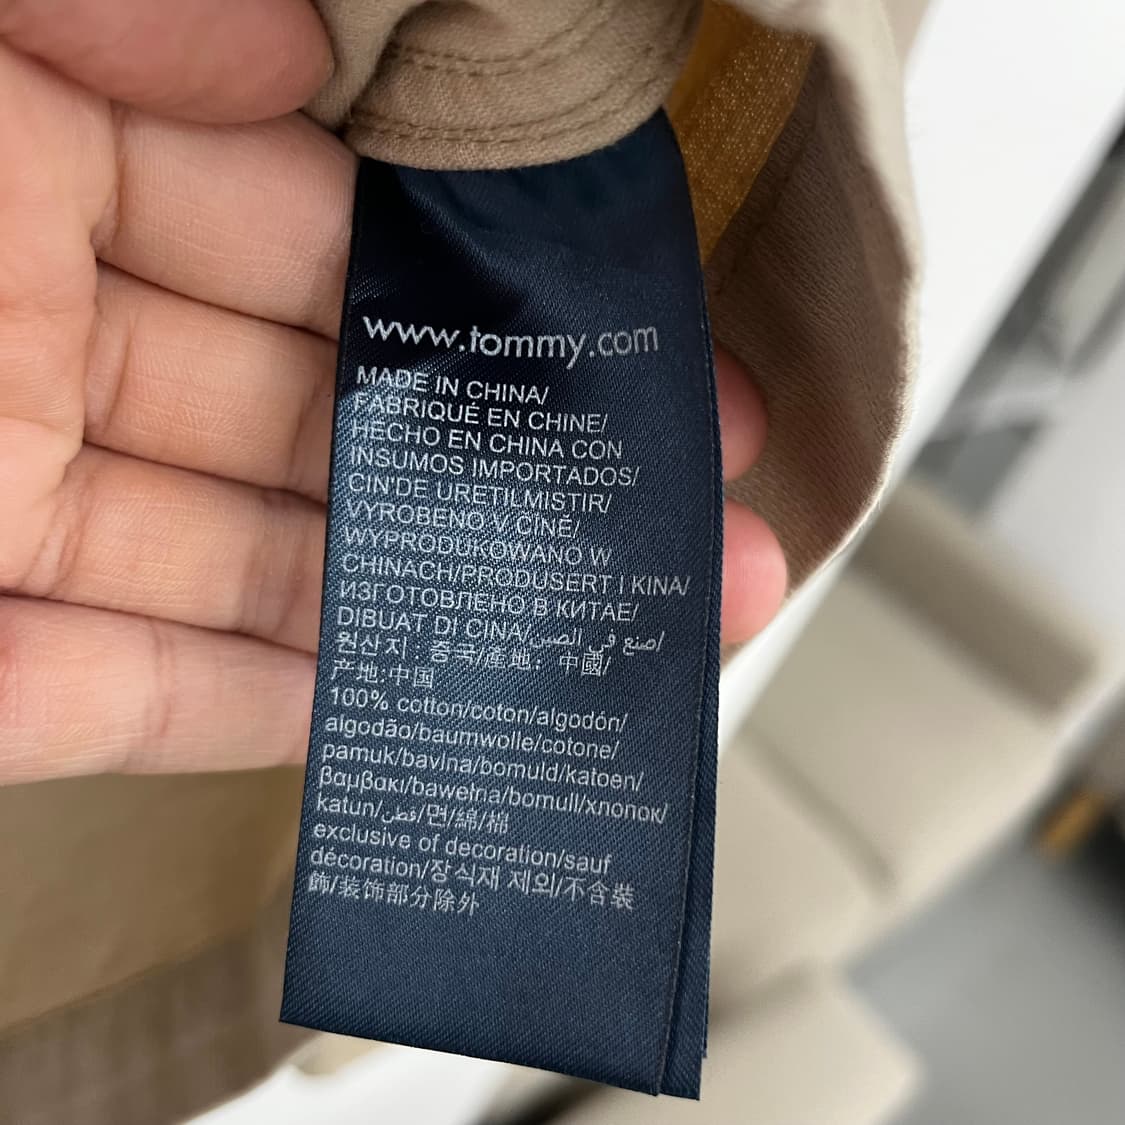 www.tommy.com
MADE IN CHINA/
FABRIQUÉ EN CHINE/
HECHO EN CHINA CON
INSUMOS IMPORTADOS/
CIN'DE URETILMISTIR/
VYROBENO V CÍNÉ/
WYPRODUKOWANO W
CHINACH/PRODUSERT I KINA/
ИЗГОТОВЛЕНО В КИТАЕ/
DIBUAT DI CINA/صنع في الصين/
원산지 : 중국/產地: 中國/
产地:中国
100% cotton/coton/algodón/
algodão/baumwolle/cotone/
pamuk/bavlna/bomuld/katoen/
βαμβακι/bawełna/bomull/хлопок/
katun/قطن/면/綿/棉
exclusive of decoration/sauf
décoration/장식재 제외/不含裝
飾/装饰部分除外